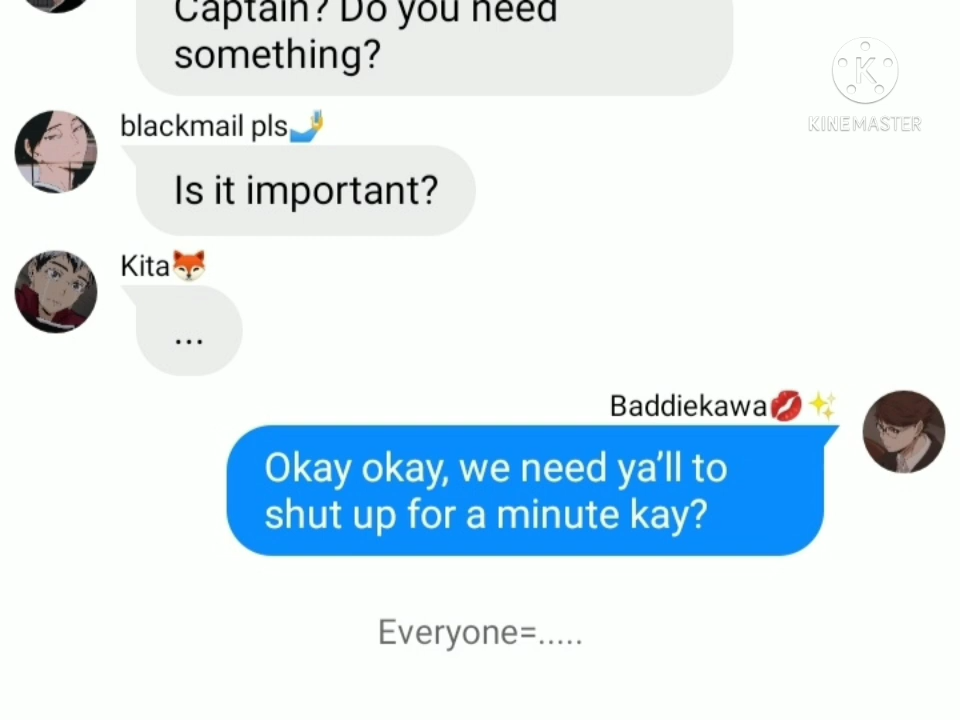 Captain? Do you need
something?
KINEMASTER
blackmail pls🤳
Is it important?
Kita🦊
...
Baddiekawa💋✨
Okay okay, we need ya’ll to
shut up for a minute kay?
Everyone=.....